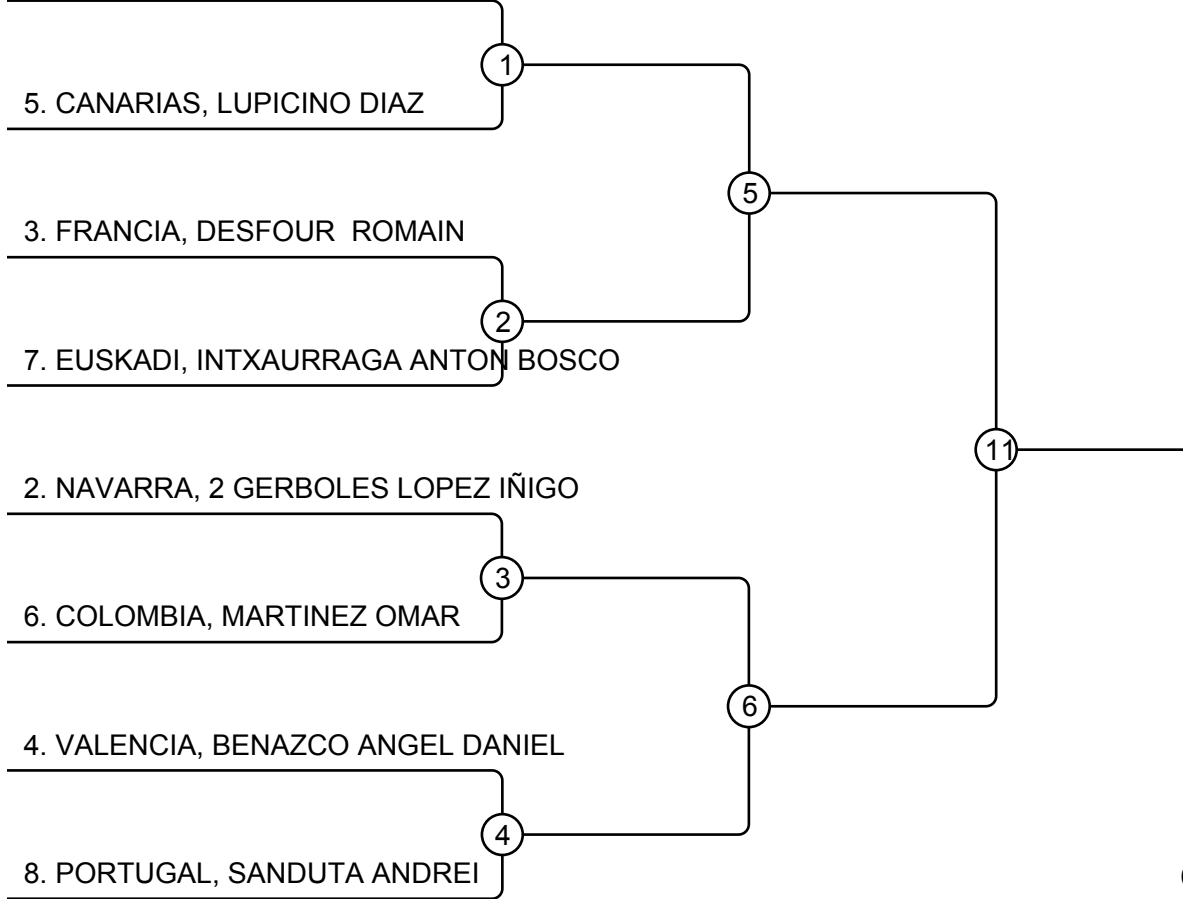 1
5. CANARIAS, LUPICINO DIAZ
5
3. FRANCIA, DESFOUR  ROMAIN
2
7. EUSKADI, INTXAURRAGA ANTON BOSCO
11
2. NAVARRA, 2 GERBOLES LOPEZ IÑIGO
3
6. COLOMBIA, MARTINEZ OMAR
6
4. VALENCIA, BENAZCO ANGEL DANIEL
4
8. PORTUGAL, SANDUTA ANDREI